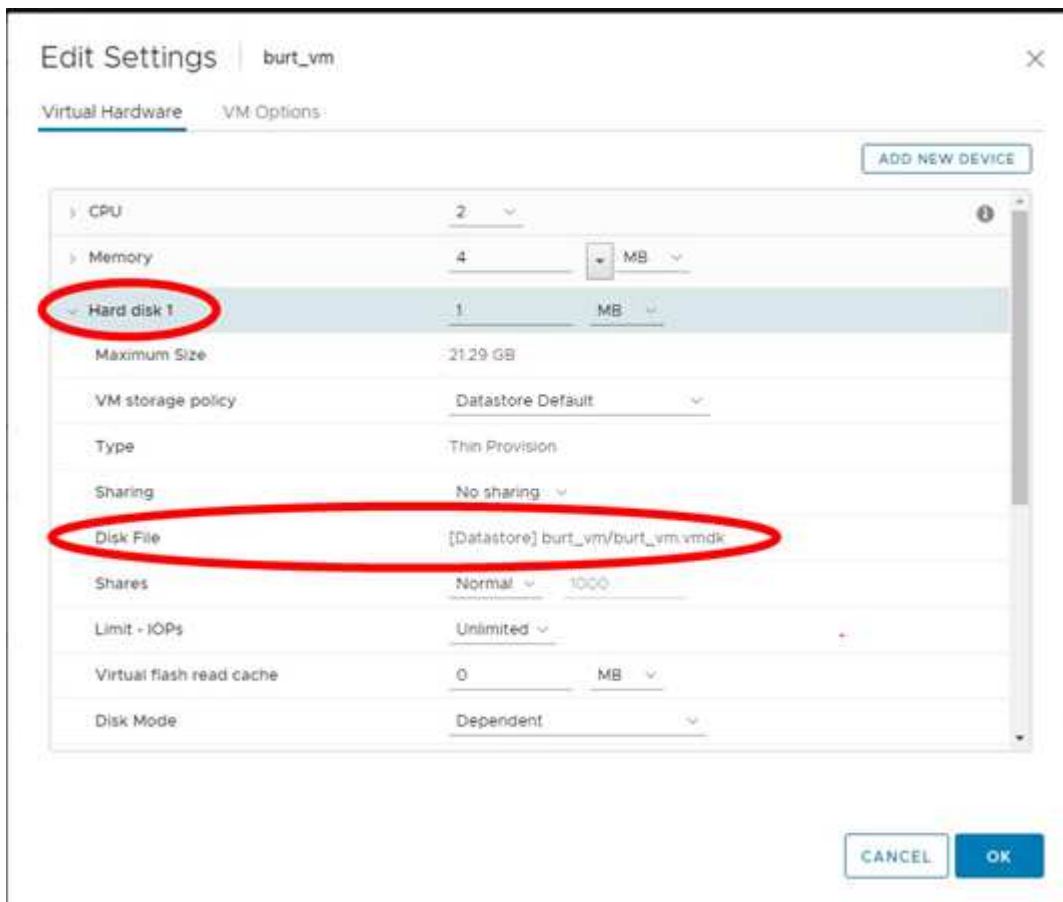 Edit Settings burt_vm
Virtual Hardware VM Options
ADD NEW DEVICE
CPU 2
Memory 4 MB
Hard disk 1 1 MB
Maximum Size 21.29 GB
VM storage policy Datastore Default
Type Thin Provision
Sharing No sharing
Disk File [Datastore] burt_vm/burt_vm.vmdk
Shares Normal 1000
Limit - IOPs Unlimited
Virtual flash read cache 0 MB
Disk Mode Dependent
CANCEL OK